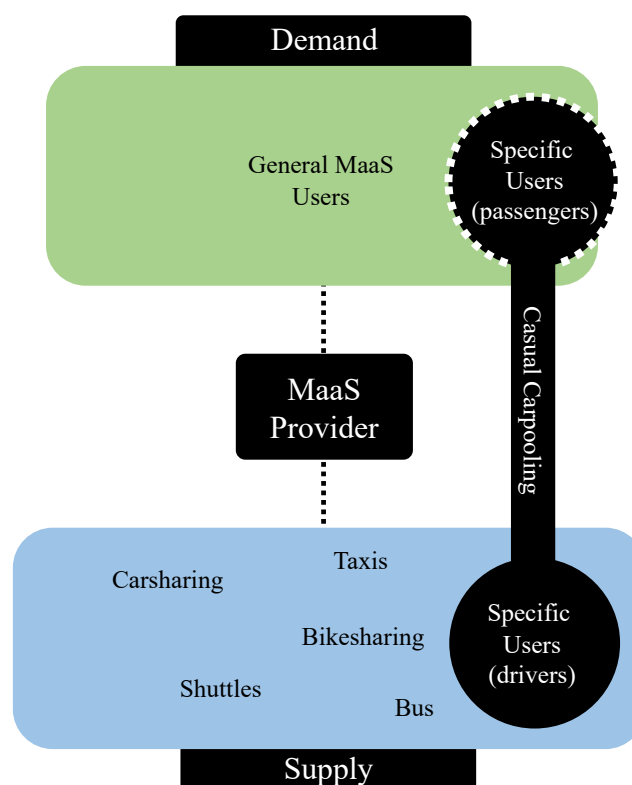 Demand
General MaaS
Users
Specific
Users
(passengers)
Casual Carpooling
MaaS
Provider
Carsharing
Taxis
Bikesharing
Shuttles
Bus
Specific
Users
(drivers)
Supply